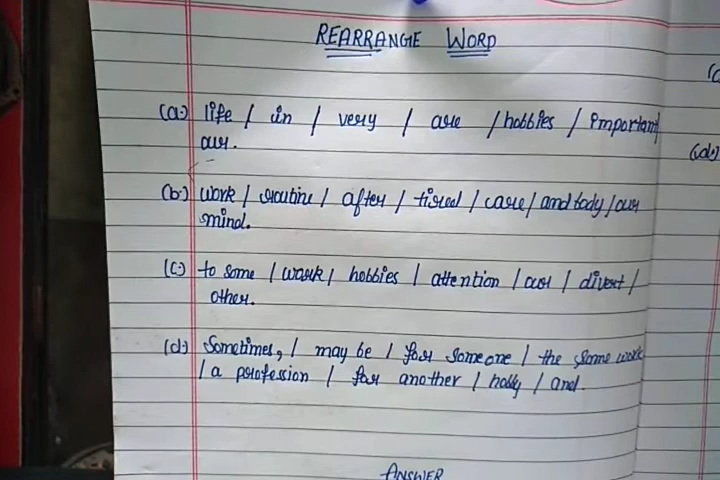 REARRANGE WORD
(a.) life / in / very / are / hobbies / important
our.
(b.) work / routine / after / tired / care / and body / our
mind.
(c.) to some / work / hobbies / attention / our / divert /
other.
(d.) Sometimes, / may be / for someone / the same work
/ a profession / for another / hobby / and.
ANSWER